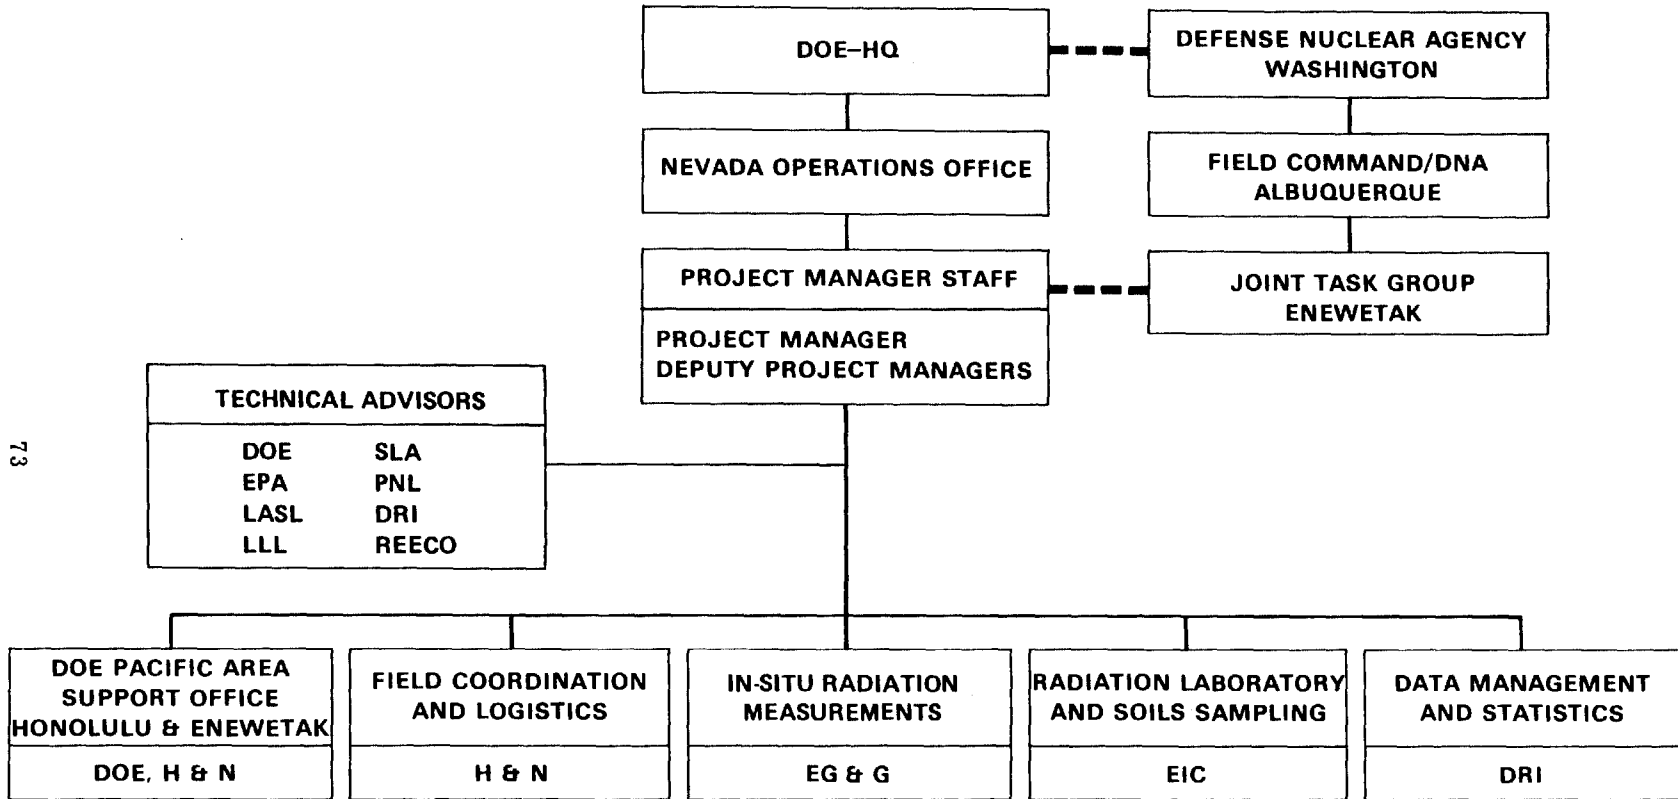 DOE–HQ
DEFENSE NUCLEAR AGENCY
WASHINGTON
NEVADA OPERATIONS OFFICE
FIELD COMMAND/DNA
ALBUQUERQUE
PROJECT MANAGER STAFF
PROJECT MANAGER
DEPUTY PROJECT MANAGERS
JOINT TASK GROUP
ENEWETAK
TECHNICAL ADVISORS
DOE SLA
EPA PNL
LASL DRI
LLL REECO
73
DOE PACIFIC AREA
SUPPORT OFFICE
HONOLULU & ENEWETAK
DOE, H & N
FIELD COORDINATION
AND LOGISTICS
H & N
IN-SITU RADIATION
MEASUREMENTS
EG & G
RADIATION LABORATORY
AND SOILS SAMPLING
EIC
DATA MANAGEMENT
AND STATISTICS
DRI